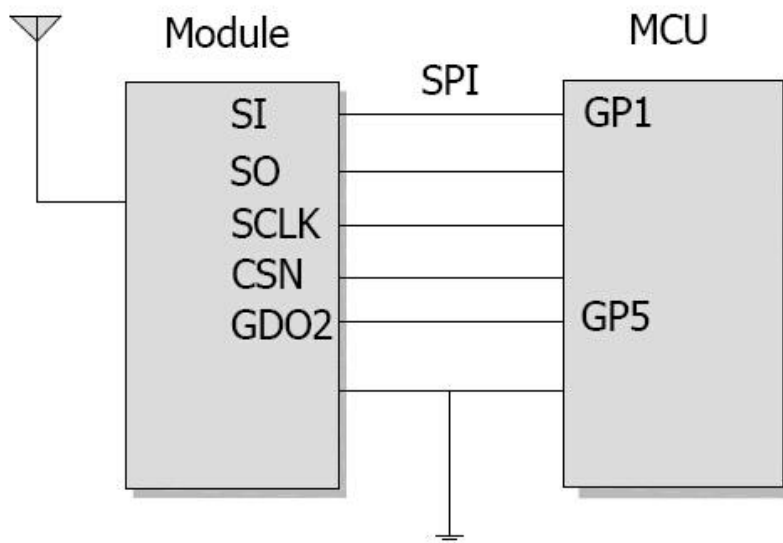 Module
MCU
SPI
SI
GP1
SO
SCLK
CSN
GDO2
GP5